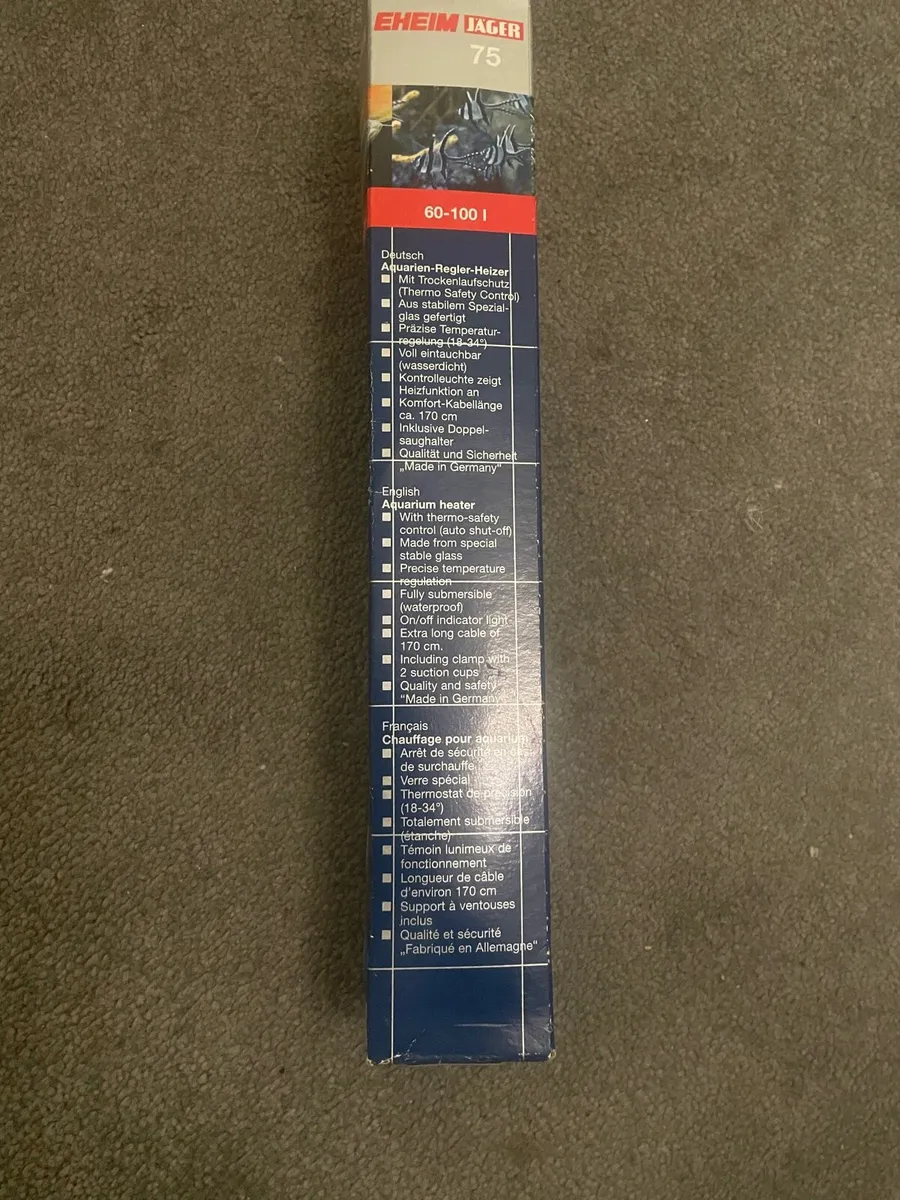 EHEIM JÄGER
75
60-100 l
Deutsch
Aquarien-Regler-Heizer
Mit Trockenlaufschutz
(Thermo Safety Control)
Aus stabilem Spezial-
glas gefertigt
Präzise Temperatur-
regelung (18-34°)
Voll eintauchbar
(wasserdicht)
Kontrolleuchte zeigt
Heizfunktion an
Komfort-Kabellänge
ca. 170 cm
Inklusive Doppel-
saughalter
Qualität und Sicherheit
„Made in Germany“
English
Aquarium heater
With thermo-safety
control (auto shut-off)
Made from special
stable glass
Precise temperature
regulation
Fully submersible
(waterproof)
On/off indicator light
Extra long cable of
170 cm.
Including clamp with
2 suction cups
Quality and safety
“Made in Germany”
Français
Chauffage pour aquarium
Arrêt de sécurité en cas
de surchauffe
Verre spécial
Thermostat de précision
(18-34°)
Totalement submersible
(étanche)
Témoin lunimeux de
fonctionnement
Longueur de câble
d'environ 170 cm
Support à ventouses
inclus
Qualité et sécurité
„Fabriqué en Allemagne“